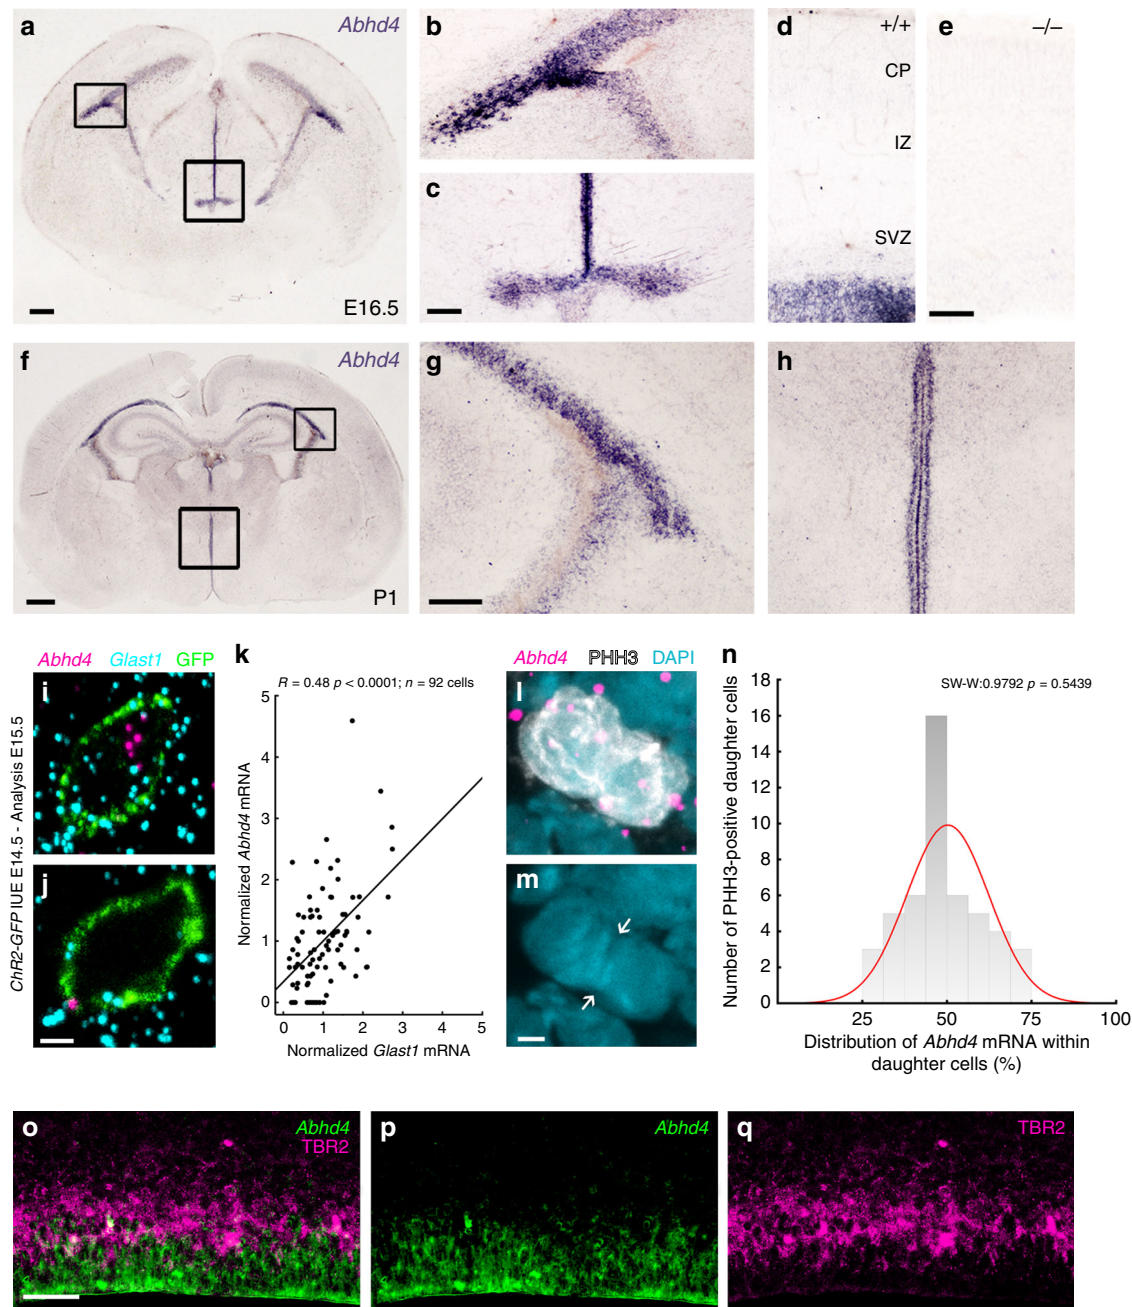 a
Abhd4
E16.5
b
c
d
+/+
CP
IZ
SVZ
e
–/–
f
Abhd4
P1
g
h
Abhd4 Glast1 GFP
ChR2-GFP IUE E14.5 - Analysis E15.5
i
j
k
R = 0.48 p < 0.0001; n = 92 cells
Normalized Abhd4 mRNA
5
4
3
2
1
0
0 1 2 3 4 5
Normalized Glast1 mRNA
Abhd4 PHH3 DAPI
l
m
n
SW-W:0.9792 p = 0.5439
Number of PHH3-positive daughter cells
18
16
14
12
10
8
6
4
2
0
25 50 75 100
Distribution of Abhd4 mRNA within
daughter cells (%)
o
Abhd4
TBR2
p
Abhd4
q
TBR2